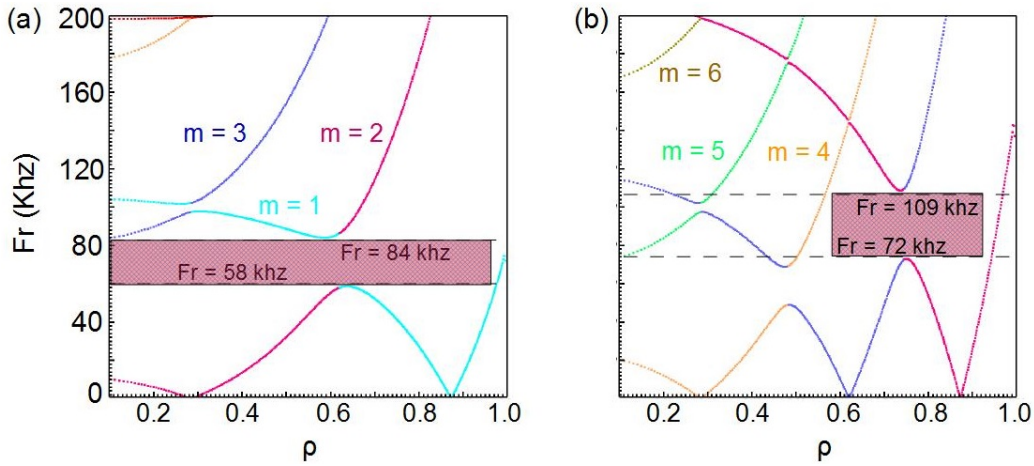 (a)
200
160
120
80
40
0
Fr (Khz)
m = 3
m = 2
m = 1
Fr = 84 khz
Fr = 58 khz
0.2 0.4 0.6 0.8 1.0
ρ
(b)
m = 6
m = 5
m = 4
Fr = 109 khz
Fr = 72 khz
0.2 0.4 0.6 0.8 1.0
ρ